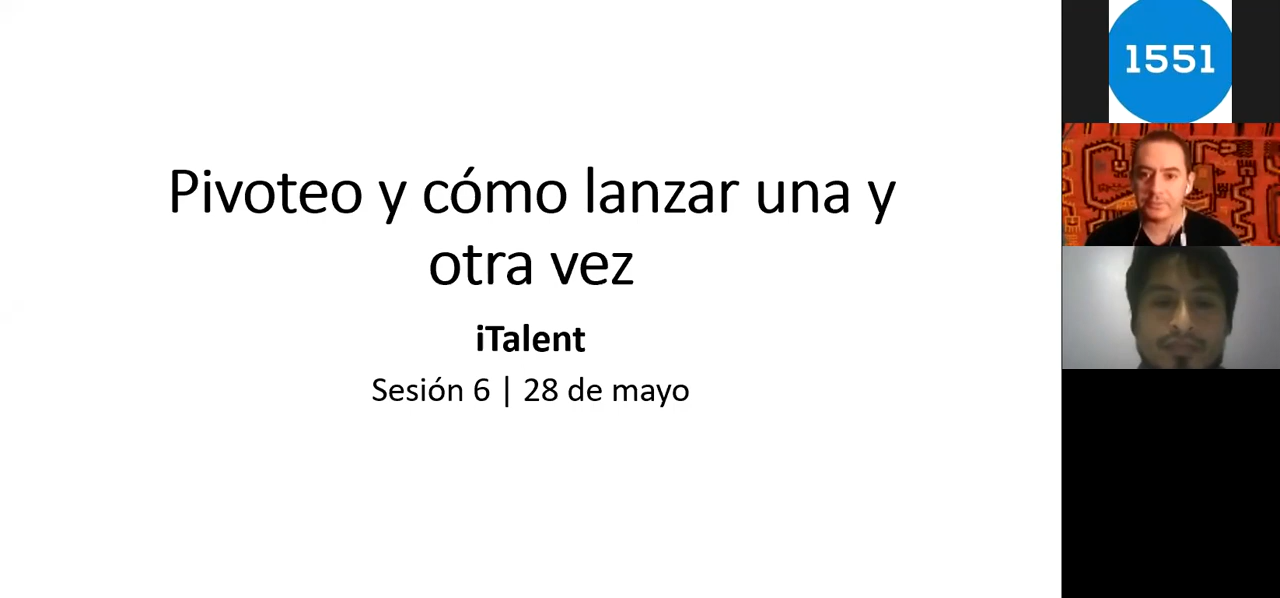 Pivoteo y cómo lanzar una y
otra vez
iTalent
Sesión 6 | 28 de mayo
1551